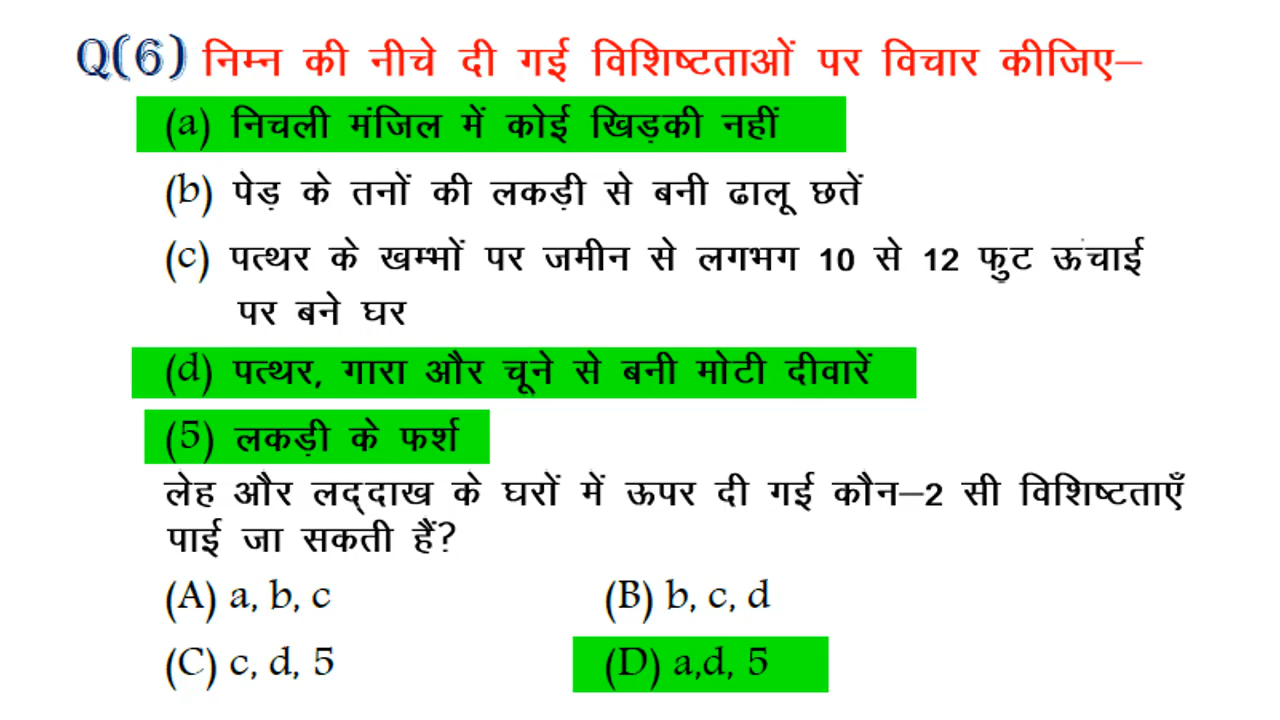 Q(6) निम्न की नीचे दी गई विशिष्टताओं पर विचार कीजिए–
(a) निचली मंजिल में कोई खिड़की नहीं
(b) पेड़ के तनों की लकड़ी से बनी ढालू छतें
(c) पत्थर के खम्भों पर जमीन से लगभग 10 से 12 फुट ऊंचाई
पर बने घर
(d) पत्थर, गारा और चूने से बनी मोटी दीवारें
(5) लकड़ी के फर्श
लेह और लद्दाख के घरों में ऊपर दी गई कौन–2 सी विशिष्टताएँ
पाई जा सकती हैं?
(A) a, b, c (B) b, c, d
(C) c, d, 5 (D) a,d, 5